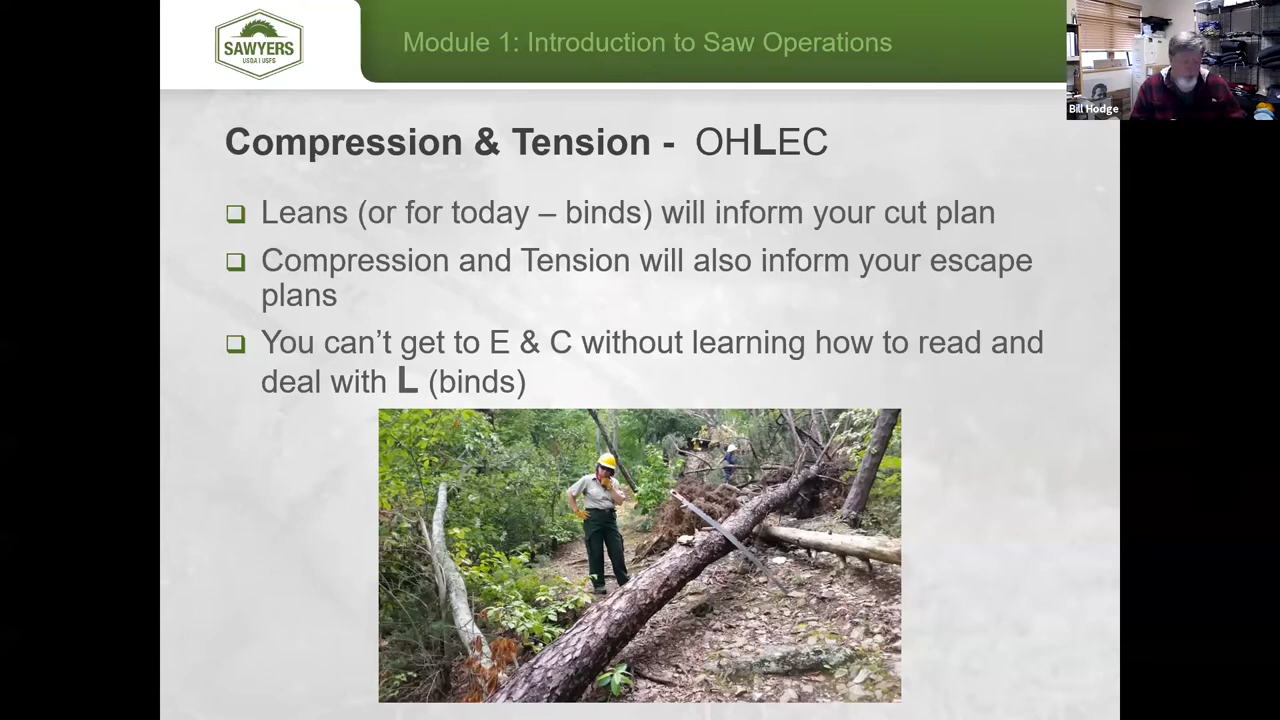 SAWYERS
USDA | USFS
Module 1: Introduction to Saw Operations
Bill Hodge
Compression & Tension - OHLEC
Leans (or for today – binds) will inform your cut plan
Compression and Tension will also inform your escape
plans
You can’t get to E & C without learning how to read and
deal with L (binds)